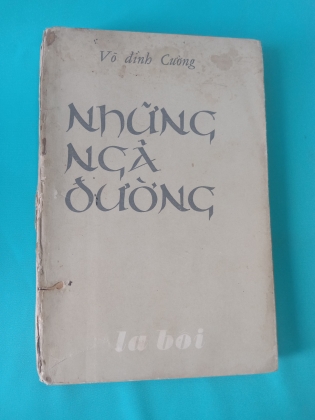 Võ đình Cường
NHỮNG
NGẢ
ĐƯỜNG
lá bối